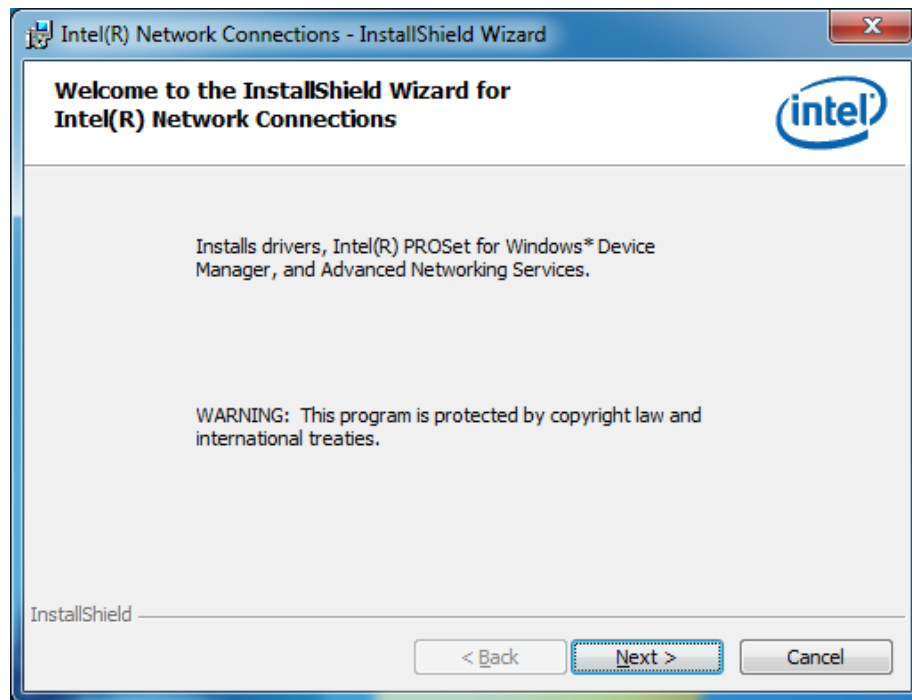 Intel(R) Network Connections - InstallShield Wizard
x
Welcome to the InstallShield Wizard for
Intel(R) Network Connections
intel
Installs drivers, Intel(R) PROSet for Windows* Device
Manager, and Advanced Networking Services.
WARNING:  This program is protected by copyright law and
international treaties.
InstallShield
< Back
Next >
Cancel